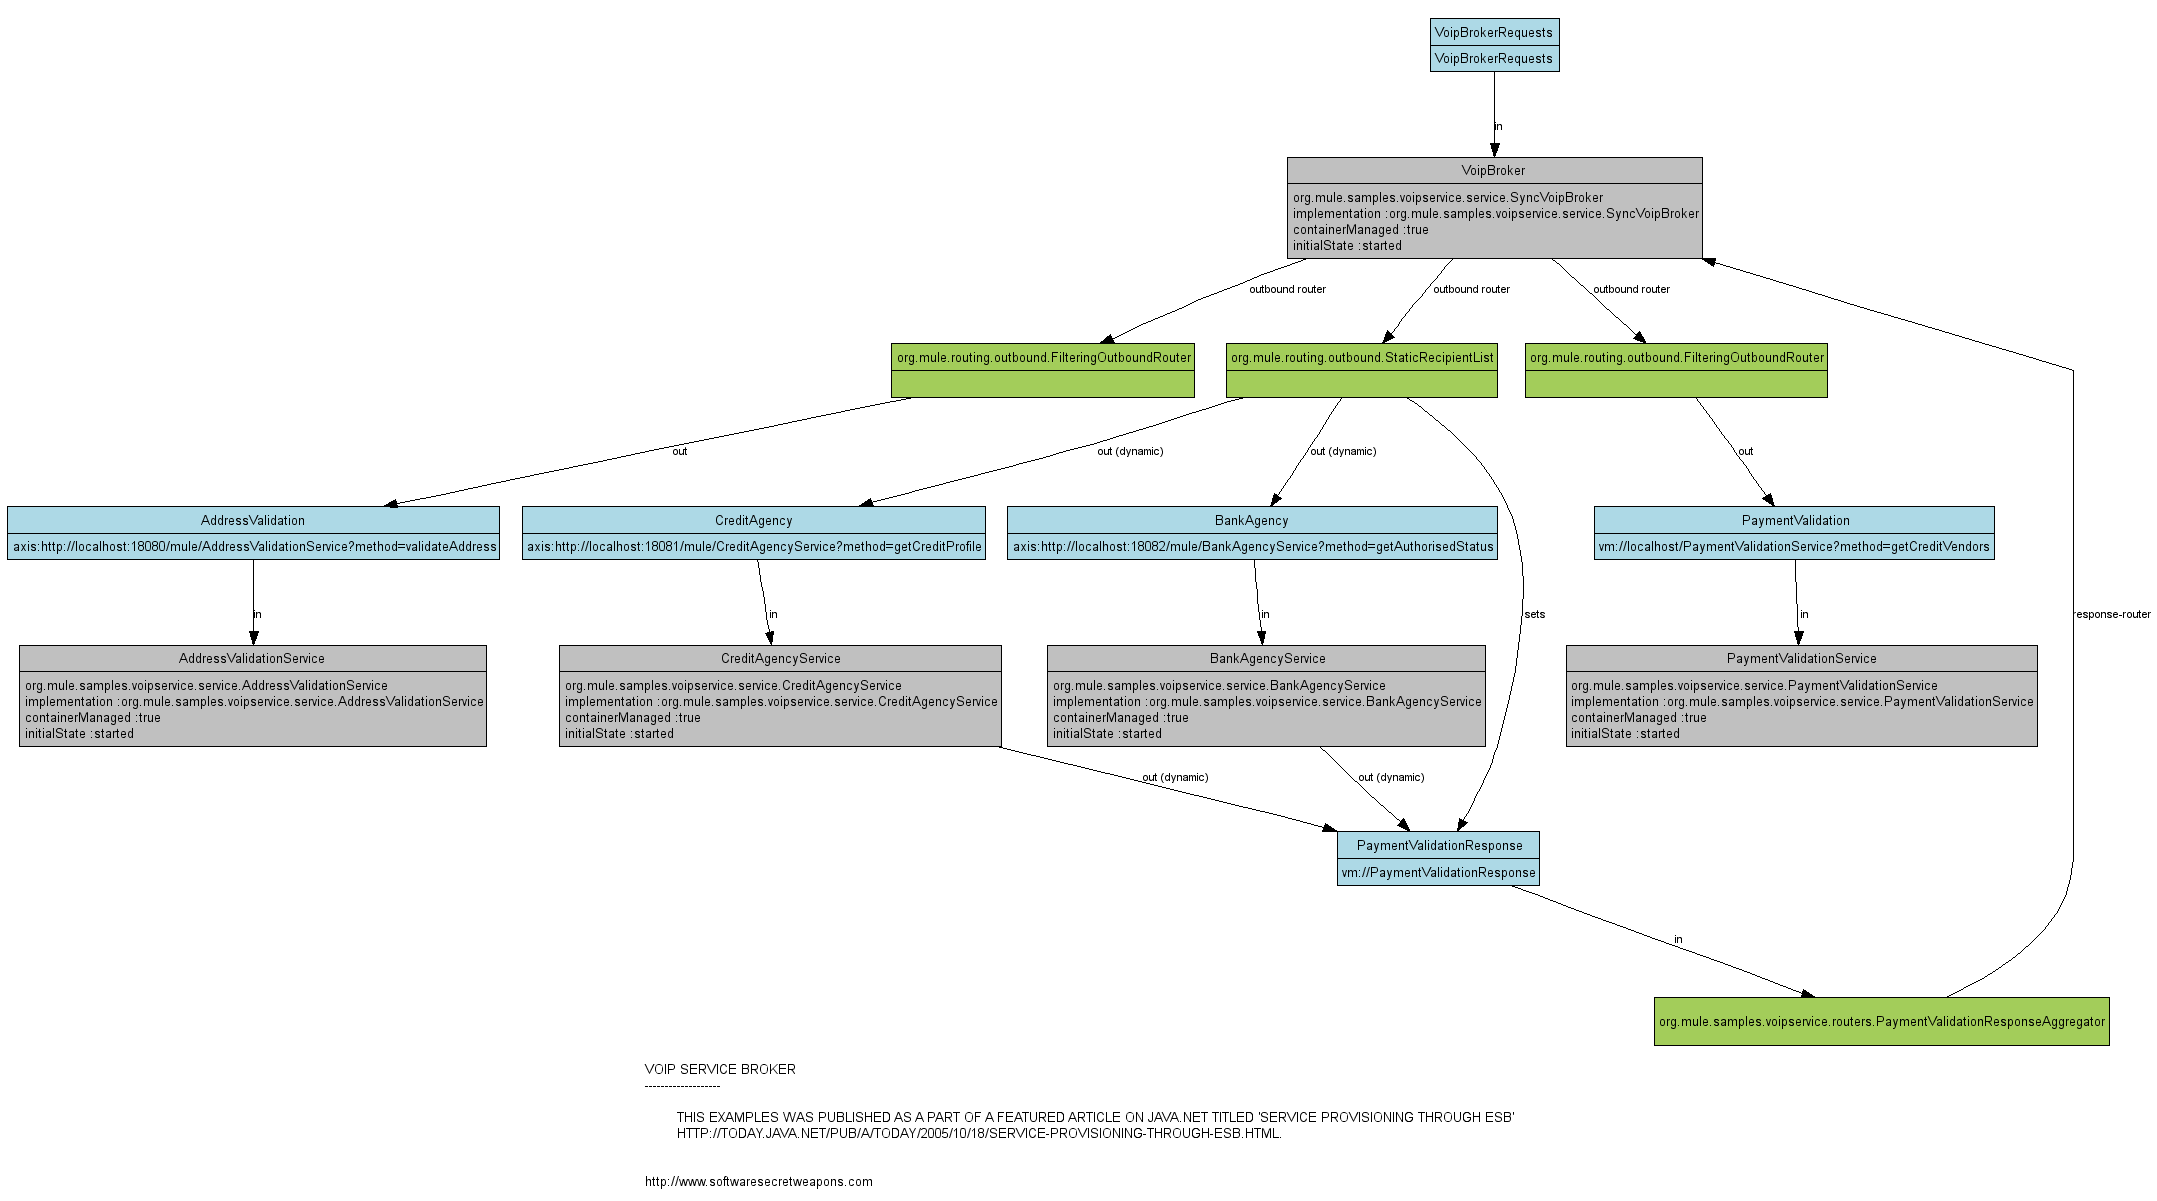 VoipBrokerRequests
VoipBrokerRequests
in
VoipBroker
org.mule.samples.voipservice.service.SyncVoipBroker
implementation :org.mule.samples.voipservice.service.SyncVoipBroker
containerManaged :true
initialState :started
outbound router
outbound router
outbound router
org.mule.routing.outbound.FilteringOutboundRouter
org.mule.routing.outbound.StaticRecipientList
org.mule.routing.outbound.FilteringOutboundRouter
out
out (dynamic)
out (dynamic)
out
AddressValidation
axis:http://localhost:18080/mule/AddressValidationService?method=validateAddress
CreditAgency
axis:http://localhost:18081/mule/CreditAgencyService?method=getCreditProfile
BankAgency
axis:http://localhost:18082/mule/BankAgencyService?method=getAuthorisedStatus
PaymentValidation
vm://localhost/PaymentValidationService?method=getCreditVendors
in
in
in
sets
in
response-router
AddressValidationService
org.mule.samples.voipservice.service.AddressValidationService
implementation :org.mule.samples.voipservice.service.AddressValidationService
containerManaged :true
initialState :started
CreditAgencyService
org.mule.samples.voipservice.service.CreditAgencyService
implementation :org.mule.samples.voipservice.service.CreditAgencyService
containerManaged :true
initialState :started
BankAgencyService
org.mule.samples.voipservice.service.BankAgencyService
implementation :org.mule.samples.voipservice.service.BankAgencyService
containerManaged :true
initialState :started
PaymentValidationService
org.mule.samples.voipservice.service.PaymentValidationService
implementation :org.mule.samples.voipservice.service.PaymentValidationService
containerManaged :true
initialState :started
out (dynamic)
out (dynamic)
PaymentValidationResponse
vm://PaymentValidationResponse
in
org.mule.samples.voipservice.routers.PaymentValidationResponseAggregator
VOIP SERVICE BROKER
-------------------
THIS EXAMPLES WAS PUBLISHED AS A PART OF A FEATURED ARTICLE ON JAVA.NET TITLED 'SERVICE PROVISIONING THROUGH ESB'
HTTP://TODAY.JAVA.NET/PUB/A/TODAY/2005/10/18/SERVICE-PROVISIONING-THROUGH-ESB.HTML.
http://www.softwaresecretweapons.com